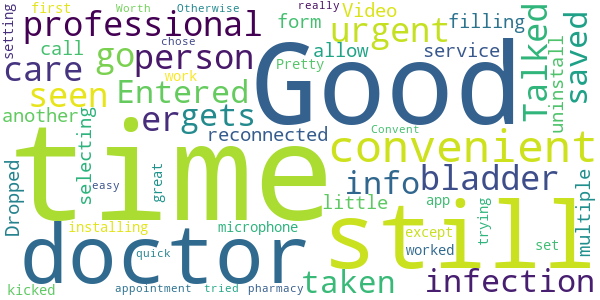 first Worth Otherwise really
setting professional chose form Video filling
call go person urgent allow service
care seen Entered er gets Good Pretty Talked uninstall saved
another selecting reconnected Convent convenient
time still
Dropped easy great info bladder multiple
little app trying
doctor installing microphone except set
quick tried worked
kicked appointment pharmacy taken infection
work